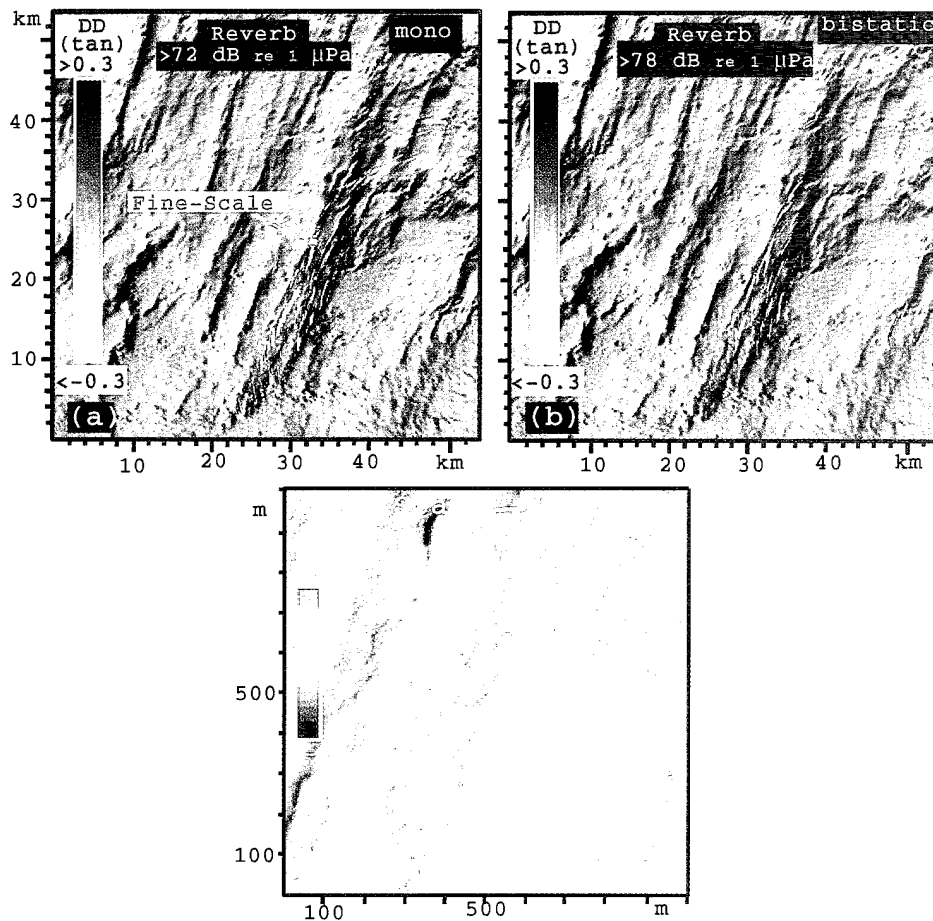 km
DD
(tan)
>0.3
Reverb
>72 dB re 1 µPa
mono
40
30
20
10
Fine-Scale
<-0.3
(a)
10 20 30 40 km
DD
(tan)
>0.3
Reverb
>78 dB re 1 µPa
bistatic
<-0.3
(b)
10 20 30 40 km
m
500
100
100 500 m